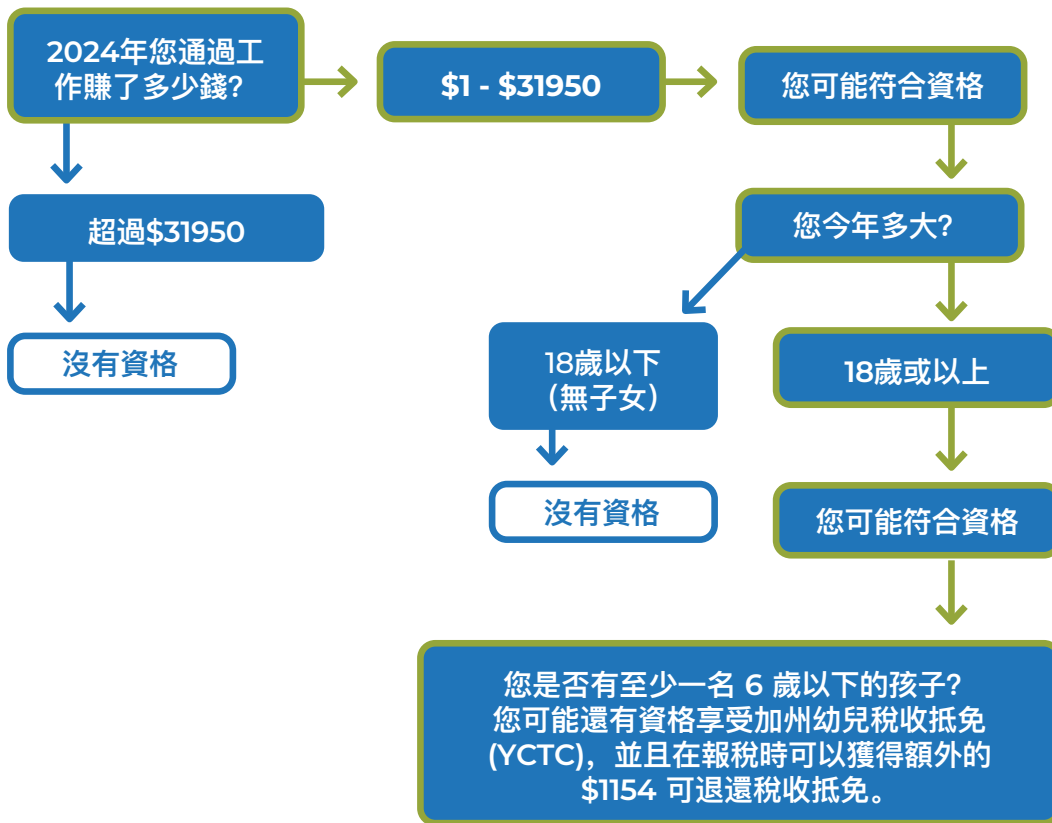 2024年您通過工
作賺了多少錢?
$1 - $31950
您可能符合資格
超過$31950
您今年多大?
沒有資格
18歲以下
（無子女）
18歲或以上
沒有資格
您可能符合資格
您是否有至少一名 6 歲以下的孩子?
您可能還有資格享受加州幼兒稅收抵免
(YCTC)，並且在報稅時可以獲得額外的
$1154 可退還稅收抵免。